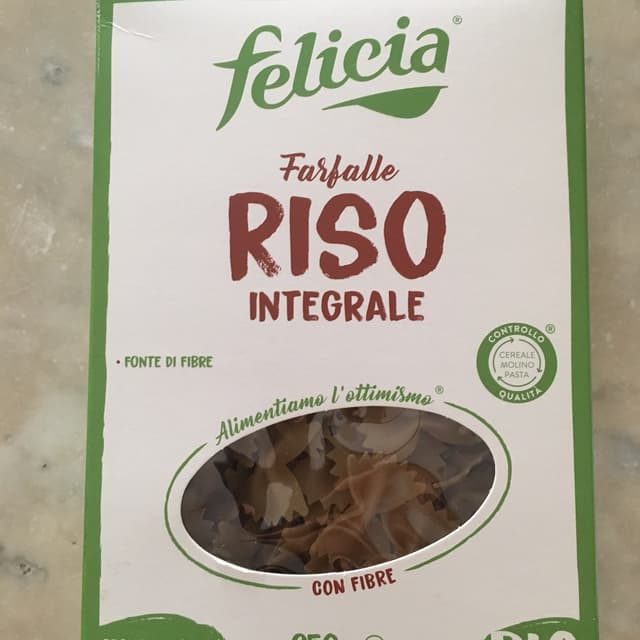 felicia®
Farfalle
RISO
INTEGRALE
• FONTE DI FIBRE
CONTROLLO ®
CEREALE
MOLINO
PASTA
QUALITÀ
Alimentiamo l'ottimismo®
CON FIBRE